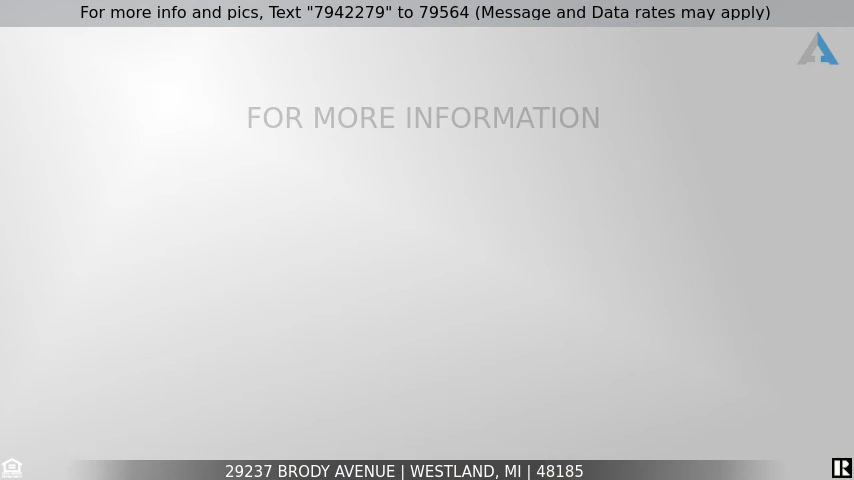 For more info and pics, Text "7942279" to 79564 (Message and Data rates may apply)
FOR MORE INFORMATION
29237 BRODY AVENUE | WESTLAND, MI | 48185